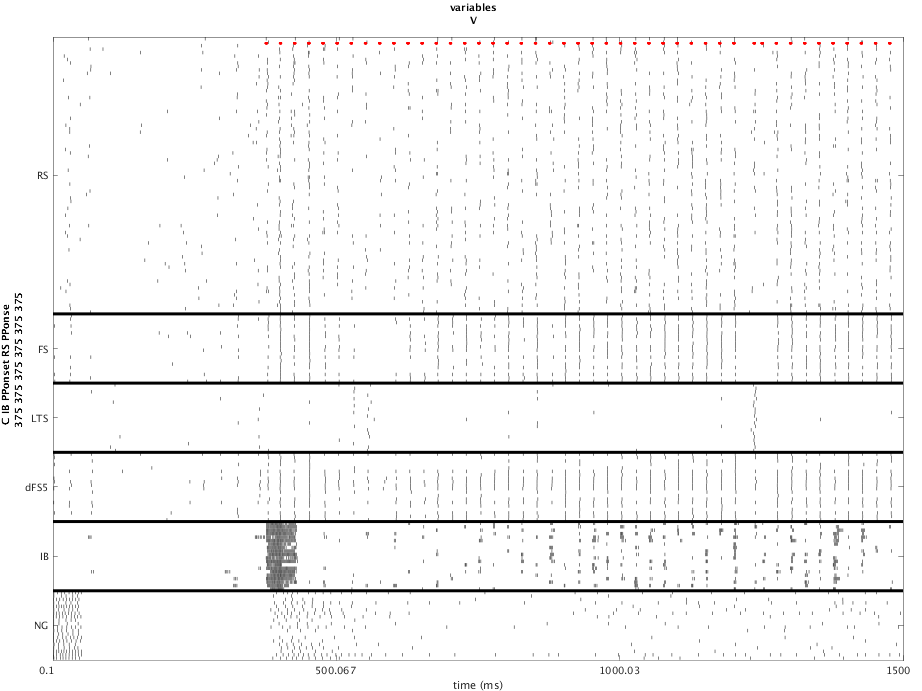 variables
V
C IB PPonset RS PPonse
375 375 375 375 375 375
RS
FS
LTS
dFS5
IB
NG
0.1
500.067
1000.03
1500
time (ms)